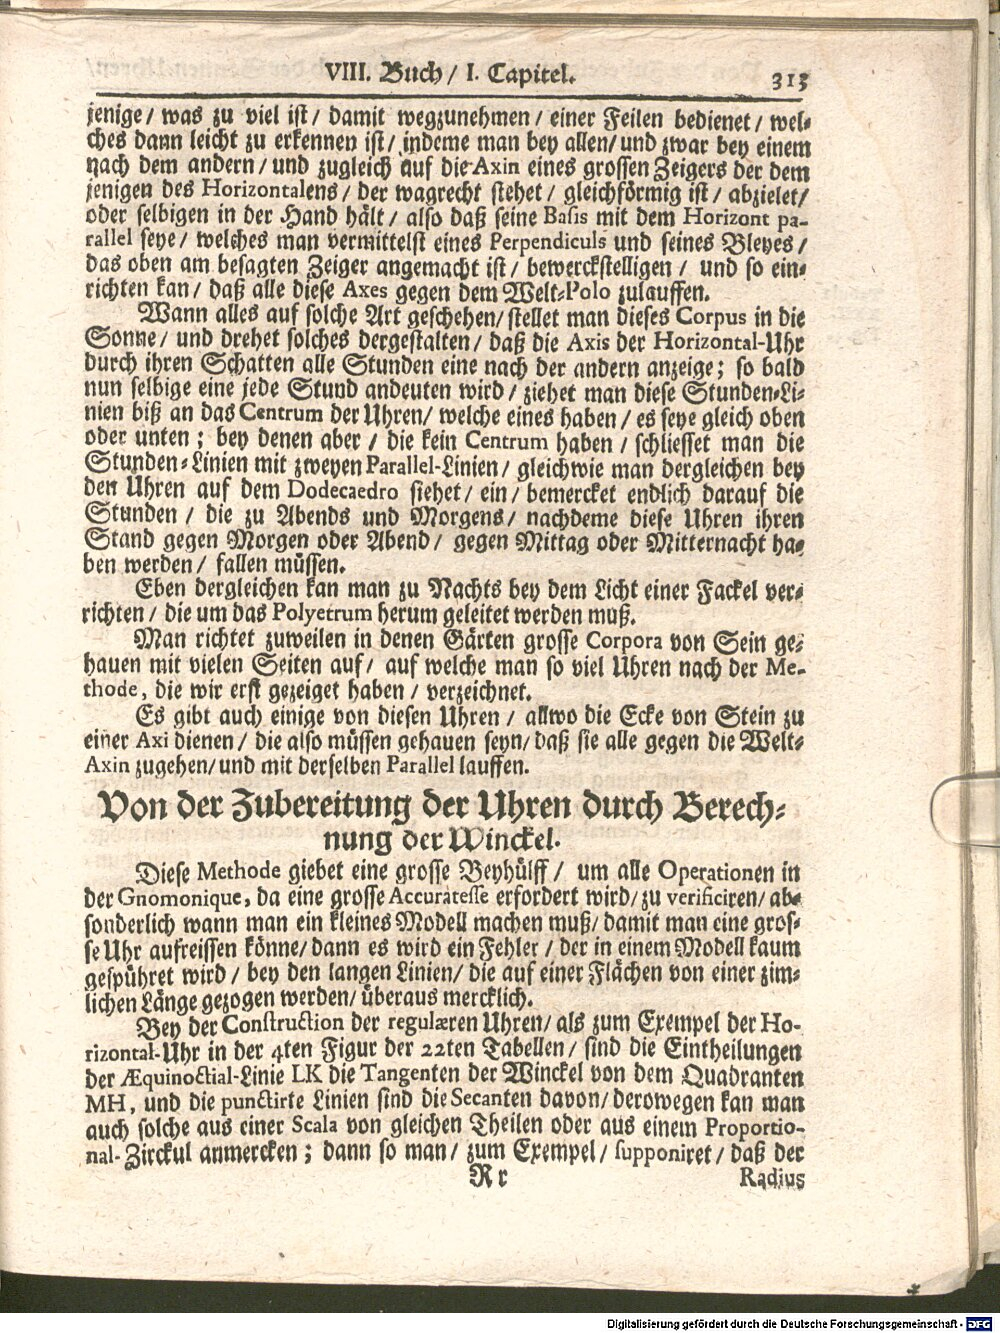 VIII. Buch / I. Capitel. 313
jenige / was zu viel ist / damit wegzunehmen / einer Feilen bedienet / wel-
ches dann leicht zu erkennen ist / indeme man bey allen / und zwar bey einem
nach dem andern / und zugleich auf die Axin eines grossen Zeigers der dem
jenigen des Horizontalens / der wagrecht stehet / gleichförmig ist / abzielet /
oder selbigen in der Hand hält / also daß seine Basis mit dem Horizont pa-
rallel seye / welches man vermittelst eines Perpendiculs und seines Bleyes /
das oben am besagten Zeiger angemacht ist / bewerckstelligen / und so ein-
richten kan / daß alle diese Axes gegen dem Welt-Polo zulauffen.
Wann alles auf solche Art geschehen / stellet man dieses Corpus in die
Sonne / und drehet solches dergestalten / daß die Axis der Horizontal-Uhr
durch ihren Schatten alle Stunden eine nach der andern anzeige; so bald
nun selbige eine jede Stund andeuten wird / ziehet man diese Stunden-Li-
nien biß an das Centrum der Uhren / welche eines haben / es seye gleich oben
oder unten; bey denen aber / die kein Centrum haben / schliesset man die
Stunden-Linien mit zweyen Parallel-Linien / gleichwie man dergleichen bey
den Uhren auf dem Dodecaedro siehet / ein / bemercket endlich darauf die
Stunden / die zu Abends und Morgens / nachdeme diese Uhren ihren
Stand gegen Morgen oder Abend / gegen Mittag oder Mitternacht ha-
ben werden / fallen müssen.
Eben dergleichen kan man zu Nachts bey dem Licht einer Fackel ver-
richten / die um das Polyetrum herum geleitet werden muß.
Man richtet zuweilen in denen Gärten grosse Corpora von Sein ge-
hauen mit vielen Seiten auf / auf welche man so viel Uhren nach der Me-
thode, die wir erst gezeiget haben / verzeichnet.
Es gibt auch einige von diesen Uhren / allwo die Ecke von Stein zu
einer Axi dienen / die also müssen gehauen seyn / daß sie alle gegen die Welt-
Axin zugehen / und mit derselben Parallel lauffen.
Von der Zubereitung der Uhren durch Berech-
nung der Winckel.
Diese Methode giebet eine grosse Beyhülff / um alle Operationen in
der Gnomonique, da eine grosse Accuratesse erfordert wird / zu verificiren / ab-
sonderlich wann man ein kleines Modell machen muß / damit man eine gros-
se Uhr aufreissen könne / dann es wird ein Fehler / der in einem Modell kaum
gespühret wird / bey den langen Linien / die auf einer Flächen von einer zim-
lichen Länge gezogen werden / überaus mercklich.
Bey der Construction der regulæren Uhren / als zum Exempel der Ho-
rizontal-Uhr in der 4ten Figur der 22ten Tabellen / sind die Eintheilungen
der Æquinoctial-Linie LK die Tangenten der Winckel von dem Quadranten
MH, und die punctirte Linien sind die Secanten davon / derowegen kan man
auch solche aus einer Scala von gleichen Theilen oder aus einem Proportio-
nal-Zirckul anmercken; dann so man / zum Exempel / supponiret / daß der
Rr Radius
Digitalisierung gefördert durch die Deutsche Forschungsgemeinschaft - DFG